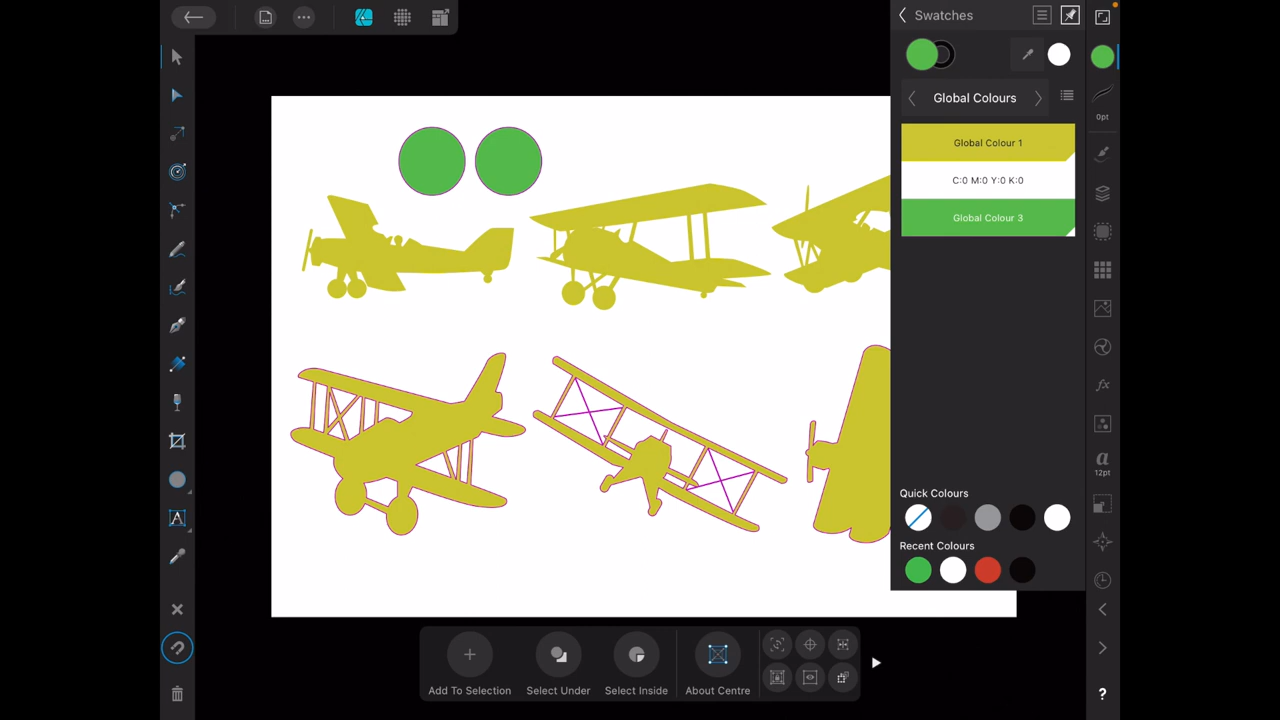 Swatches
0pt
Global Colours
Global Colour 1
C:0 M:0 Y:0 K:0
Global Colour 3
a
12pt
fx
A
Quick Colours
Recent Colours
Add To Selection
Select Under
Select Inside
About Centre
?